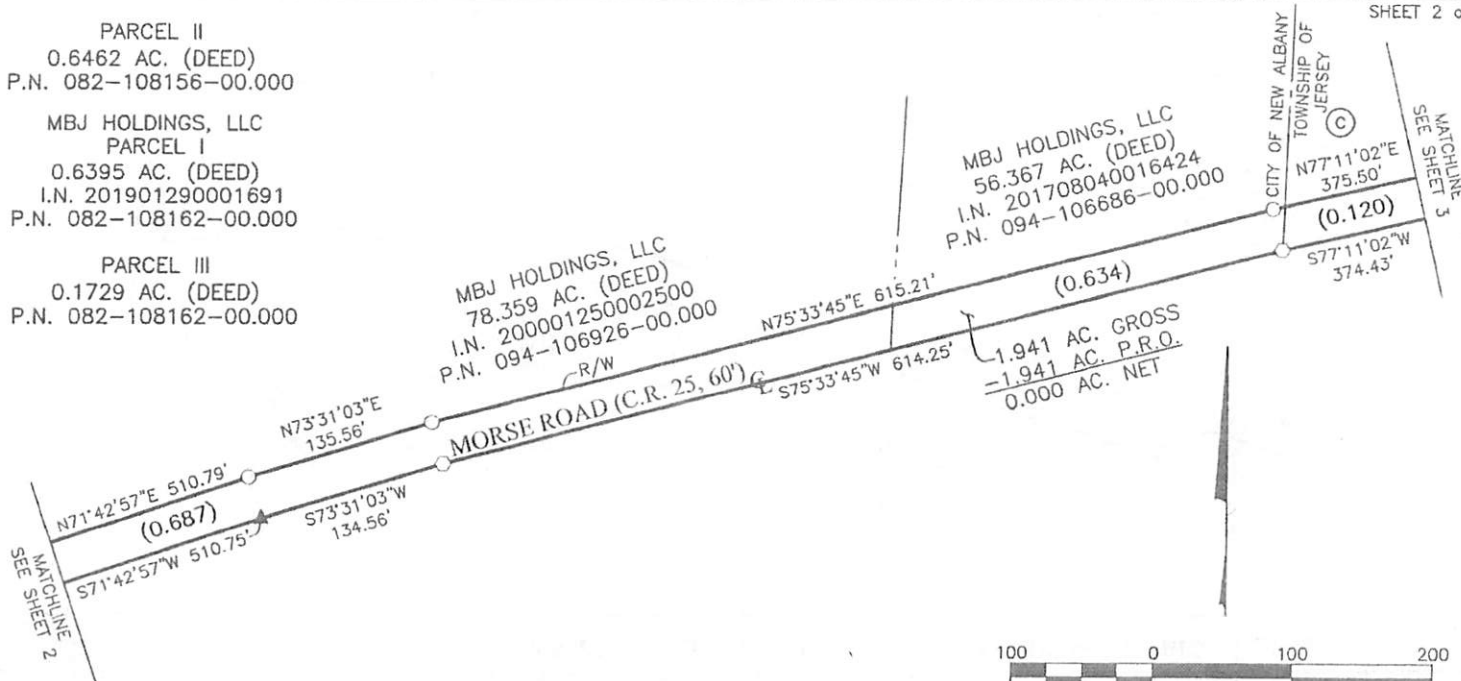 SHEET 2 o
PARCEL II
0.6462 AC. (DEED)
P.N. 082-108156-00.000
MBJ HOLDINGS, LLC
PARCEL I
0.6395 AC. (DEED)
I.N. 201901290001691
P.N. 082-108162-00.000
PARCEL III
0.1729 AC. (DEED)
P.N. 082-108162-00.000
MBJ HOLDINGS, LLC
78.359 AC. (DEED)
I.N. 200001250002500
P.N. 094-106926-00.000
MBJ HOLDINGS, LLC
56.367 AC. (DEED)
I.N. 201708040016424
P.N. 094-106686-00.000
CITY OF NEW ALBANY
TOWNSHIP OF
JERSEY
C
MATCHLINE
SEE SHEET 3
N77°11'02"E
375.50'
(0.120)
S77°11'02"W
374.43'
N75°33'45"E 615.21'
(0.634)
S75°33'45"W 614.25'
1.941 AC. GROSS
-1.941 AC. P.R.O.
0.000 AC. NET
R/W
MORSE ROAD (C.R. 25, 60') ℄
N73°31'03"E
135.56'
S73°31'03"W
134.56'
N71°42'57"E 510.79'
(0.687)
S71°42'57"W 510.75'
MATCHLINE
SEE SHEET 2
100 0 100 200